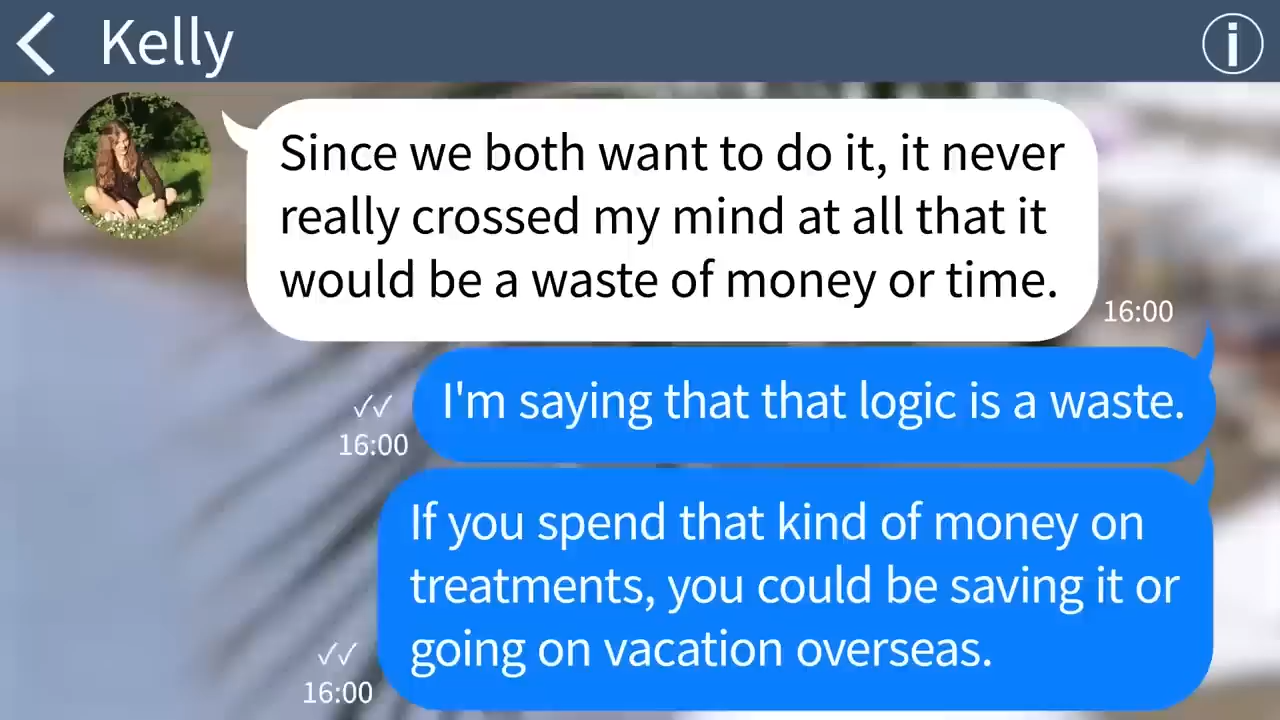 Kelly
Since we both want to do it, it never
really crossed my mind at all that it
would be a waste of money or time.
16:00
I'm saying that that logic is a waste.
16:00
If you spend that kind of money on
treatments, you could be saving it or
going on vacation overseas.
16:00